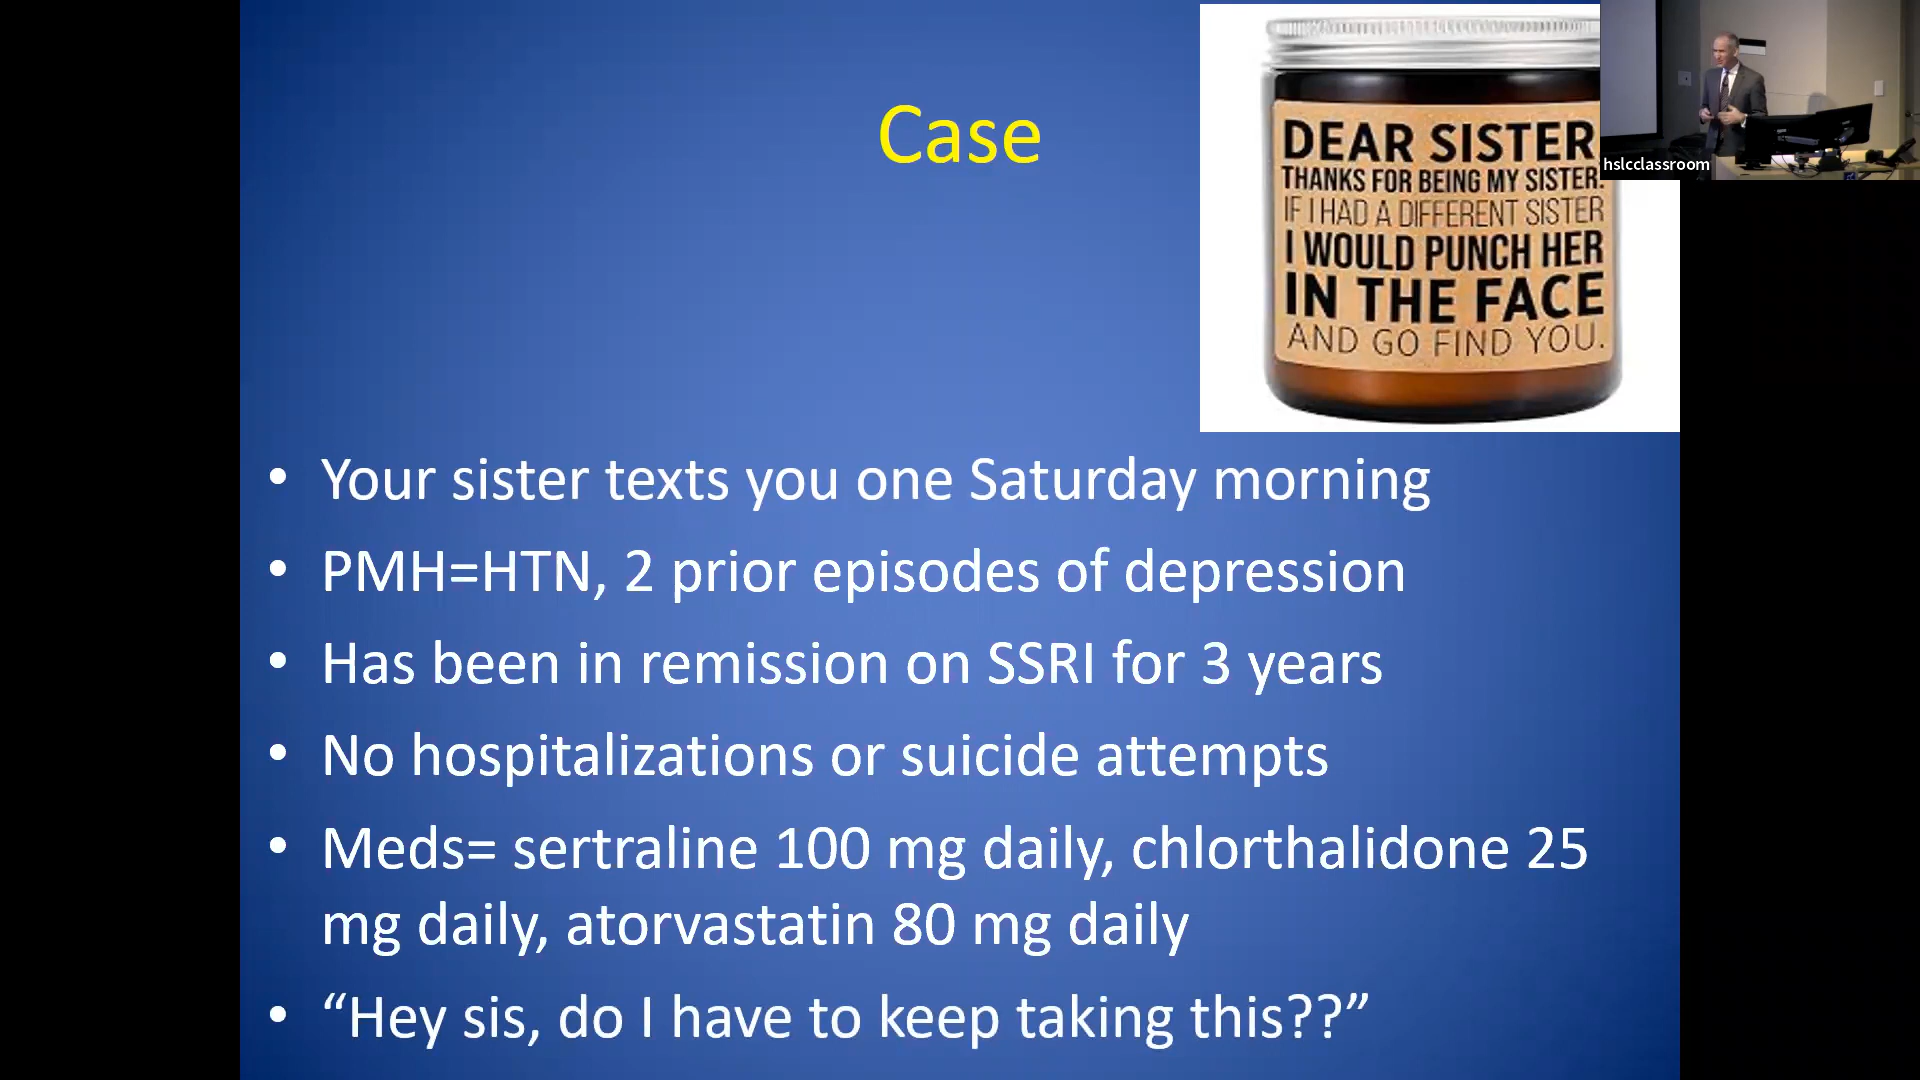 Case
DEAR SISTER
THANKS FOR BEING MY SISTER.
IF I HAD A DIFFERENT SISTER
I WOULD PUNCH HER
IN THE FACE
AND GO FIND YOU.
hslcclassroom
• Your sister texts you one Saturday morning
• PMH=HTN, 2 prior episodes of depression
• Has been in remission on SSRI for 3 years
• No hospitalizations or suicide attempts
• Meds= sertraline 100 mg daily, chlorthalidone 25
mg daily, atorvastatin 80 mg daily
• “Hey sis, do I have to keep taking this??”